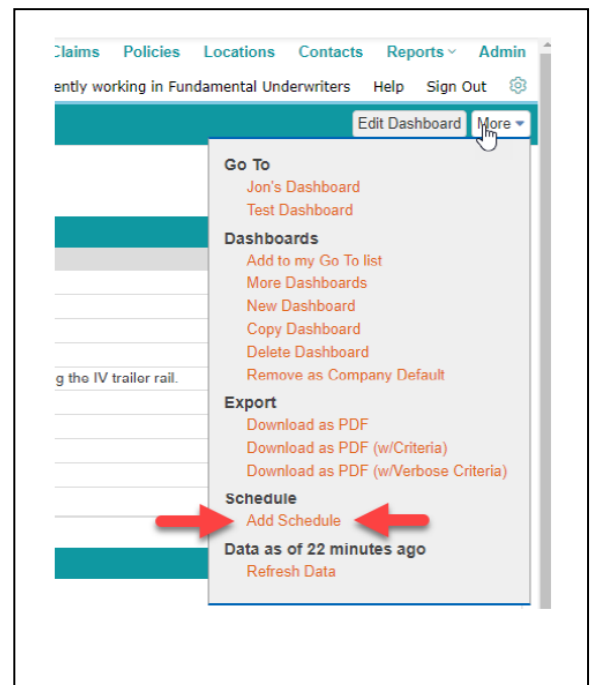 Claims Policies Locations Contacts Reports Admin
ently working in Fundamental Underwriters Help Sign Out
Edit Dashboard More
Go To
Jon's Dashboard
Test Dashboard
Dashboards
Add to my Go To list
More Dashboards
New Dashboard
Copy Dashboard
Delete Dashboard
g the IV trailer rail. Remove as Company Default
Export
Download as PDF
Download as PDF (w/Criteria)
Download as PDF (w/Verbose Criteria)
Schedule
Add Schedule
Data as of 22 minutes ago
Refresh Data